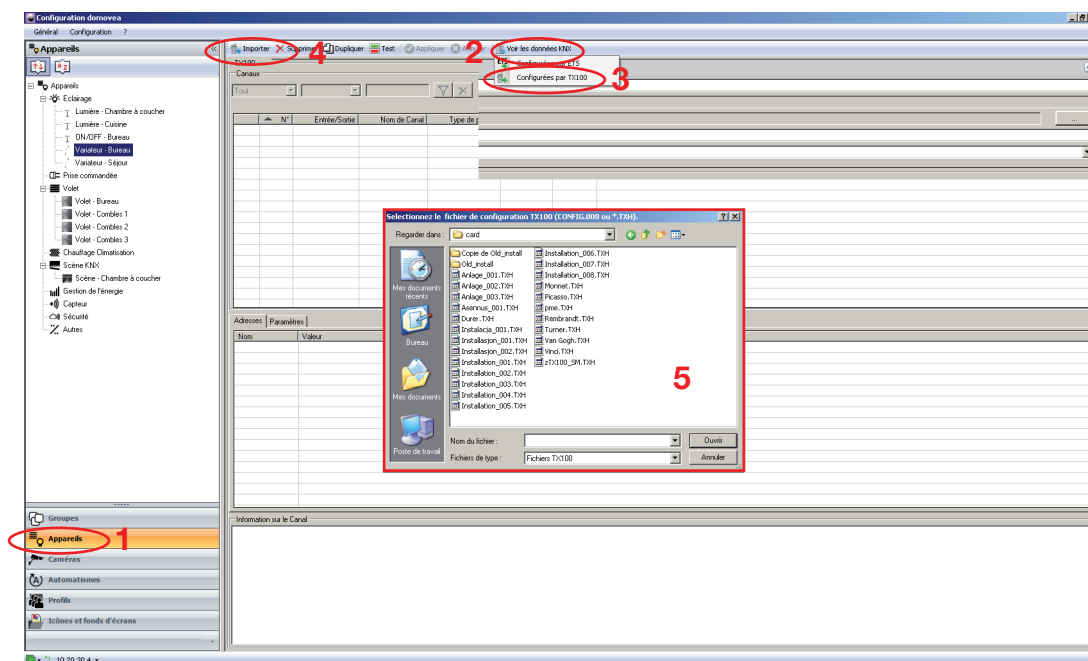 Configuration domovea
Général Configuration ?
Appareils
Appareils
Eclairage
Lumière - Chambre à coucher
Lumière - Cuisine
ON/OFF - Bureau
Variateur - Bureau
Variateur - Séjour
Prise commandée
Volet
Volet - Bureau
Volet - Combles 1
Volet - Combles 2
Volet - Combles 3
Chauffage Climatisation
Scène KNX
Scène - Chambre à coucher
Gestion de l'énergie
Capteur
Sécurité
Autres
Groupes
Appareils 1
Caméras
Automatismes
Profils
Icônes et fonds d'écrans
Importer 4 Dupliquer Test Appliquer 2 Voir les données KNX
Configurées par ETS
Configurées par TX100 3
TX100
Canaux
Tout
N° Entrée/Sortie Nom de Canal Type de
...
Selectionnez le fichier de configuration TX100 (CONFIG.000 ou *.TXH).
Regarder dans : card
Mes documents récents
Bureau
Mes documents
Poste de travail
Copie de Old_install
Old_install
Anlage_001.TXH
Anlage_002.TXH
Anlage_003.TXH
Asennus_001.TXH
Durer.TXH
Instalacja_001.TXH
Installasjon_001.TXH
Installasjon_002.TXH
Installation_001.TXH
Installation_002.TXH
Installation_003.TXH
Installation_004.TXH
Installation_005.TXH
Installation_006.TXH
Installation_007.TXH
Installation_008.TXH
Monnet.TXH
Picasso.TXH
pme.TXH
Rembrandt.TXH
Turner.TXH
Van Gogh.TXH
Vinci.TXH
zTX100_SM.TXH
5
Nom du fichier : Ouvrir
Fichiers de type : Fichiers TX100 Annuler
Adresses Paramètres
Nom Valeur
Information sur le Canal
10.20.30.4